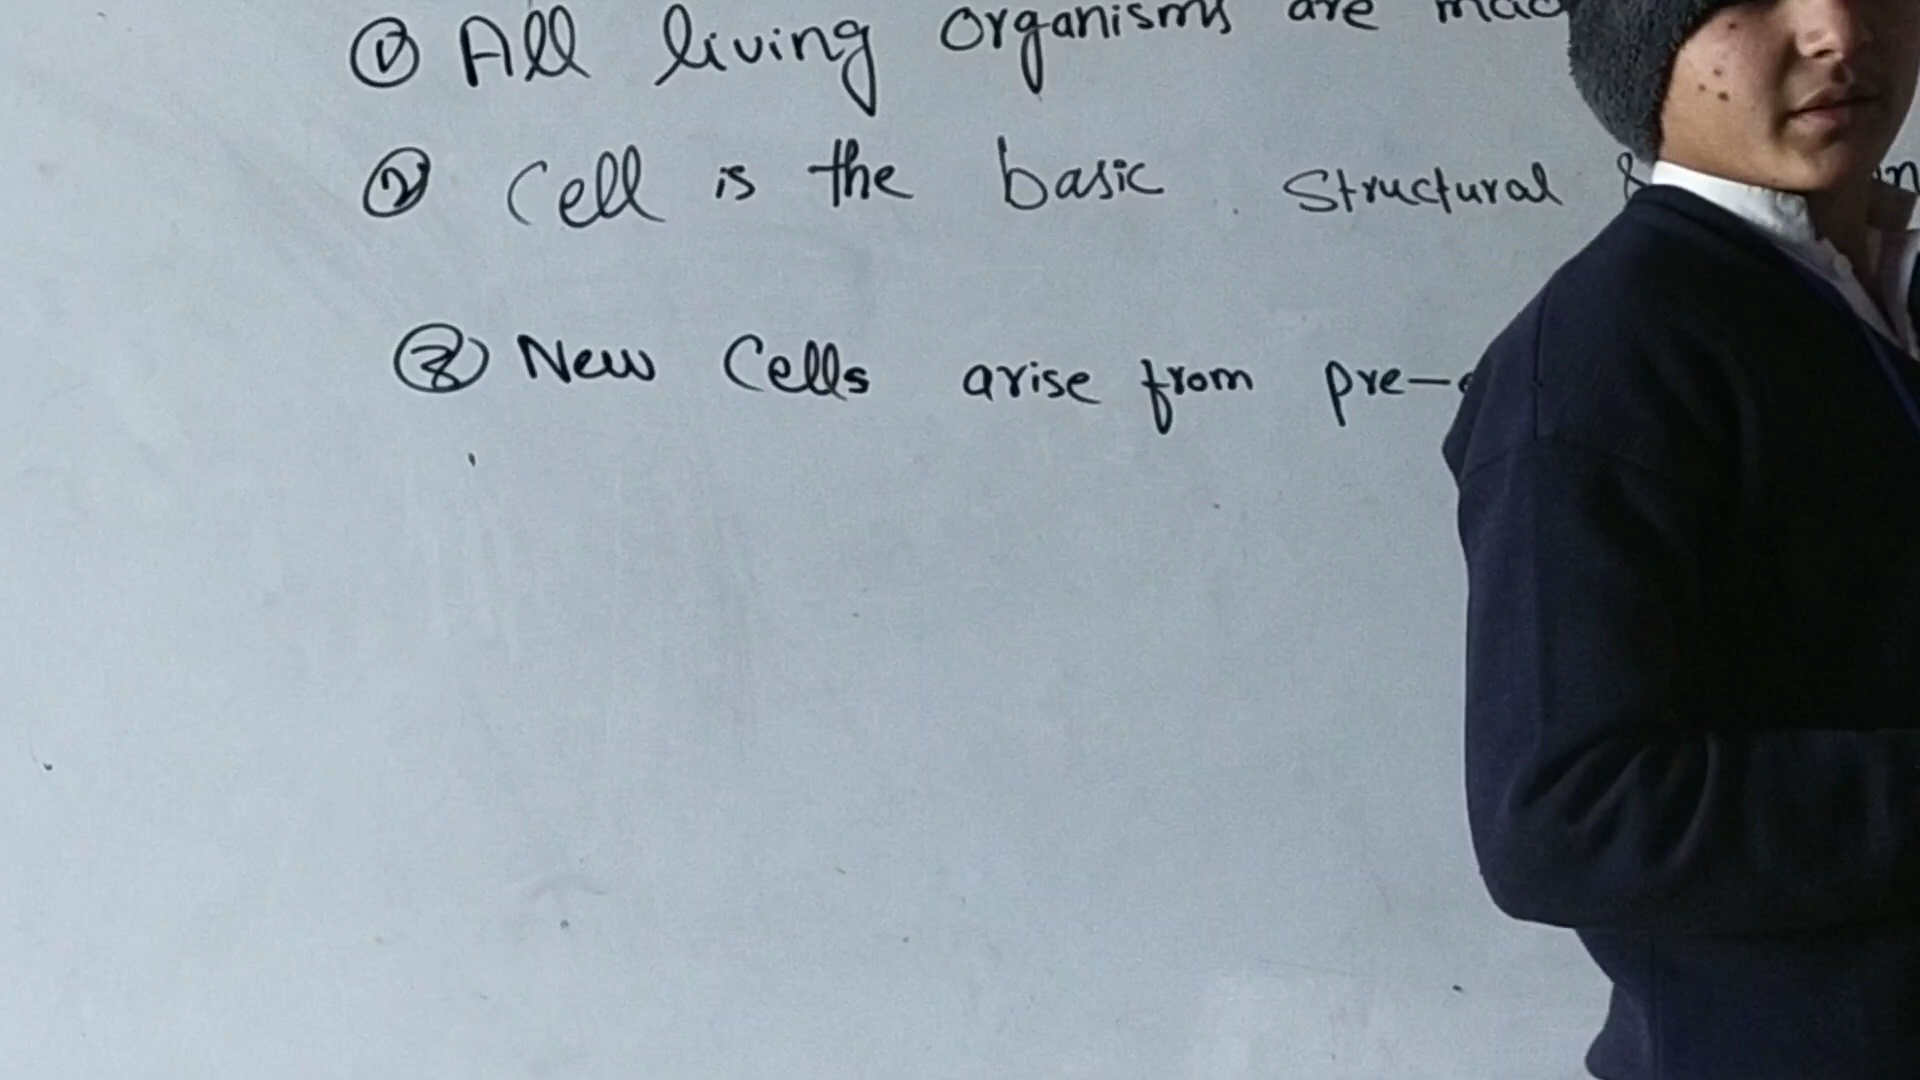 ① All living organisms are
② Cell is the basic Structural &
③ New Cells arise from pre-